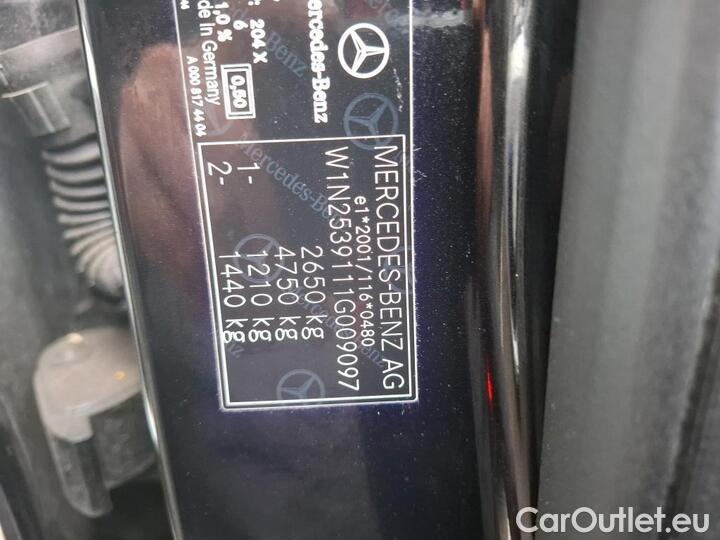 MERCEDES-BENZ AG
e1*2001/116*0480
W1N2539111G009097
2650 kg
4750 kg
1- 1210 kg
2- 1440 kg
Mercedes-Benz
204 X
6
1,0 %
0,50
de in Germany
A 000 817 44 04
CarOutlet.eu